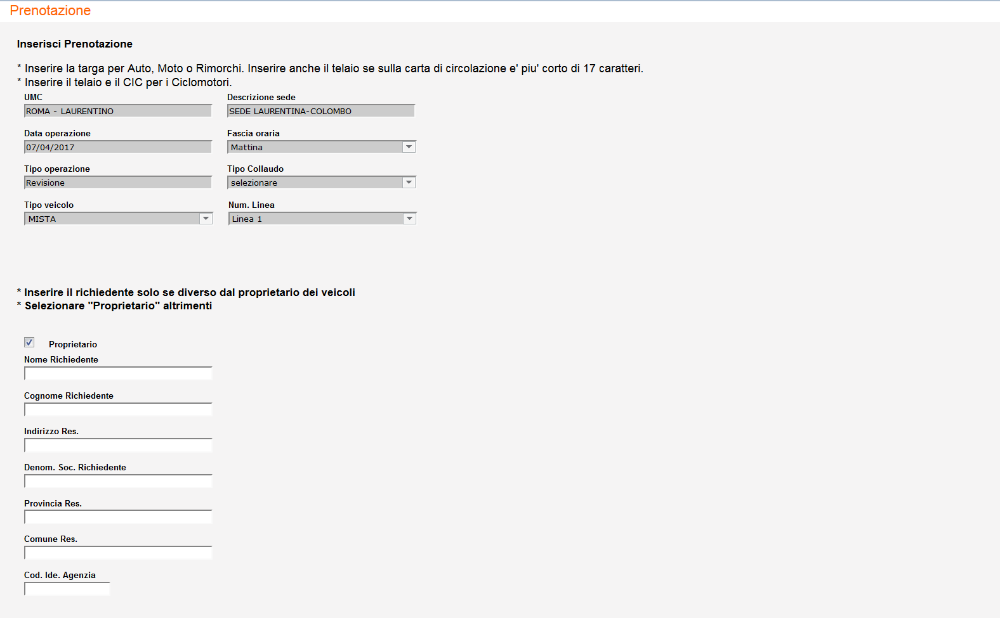 Prenotazione
Inserisci Prenotazione
* Inserire la targa per Auto, Moto o Rimorchi. Inserire anche il telaio se sulla carta di circolazione e' piu' corto di 17 caratteri.
* Inserire il telaio e il CIC per i Ciclomotori.
UMC Descrizione sede
ROMA - LAURENTINO SEDE LAURENTINA-COLOMBO
Data operazione Fascia oraria
07/04/2017 Mattina
Tipo operazione Tipo Collaudo
Revisione selezionare
Tipo veicolo Num. Linea
MISTA Linea 1
* Inserire il richiedente solo se diverso dal proprietario dei veicoli
* Selezionare "Proprietario" altrimenti
Proprietario
Nome Richiedente
Cognome Richiedente
Indirizzo Res.
Denom. Soc. Richiedente
Provincia Res.
Comune Res.
Cod. Ide. Agenzia